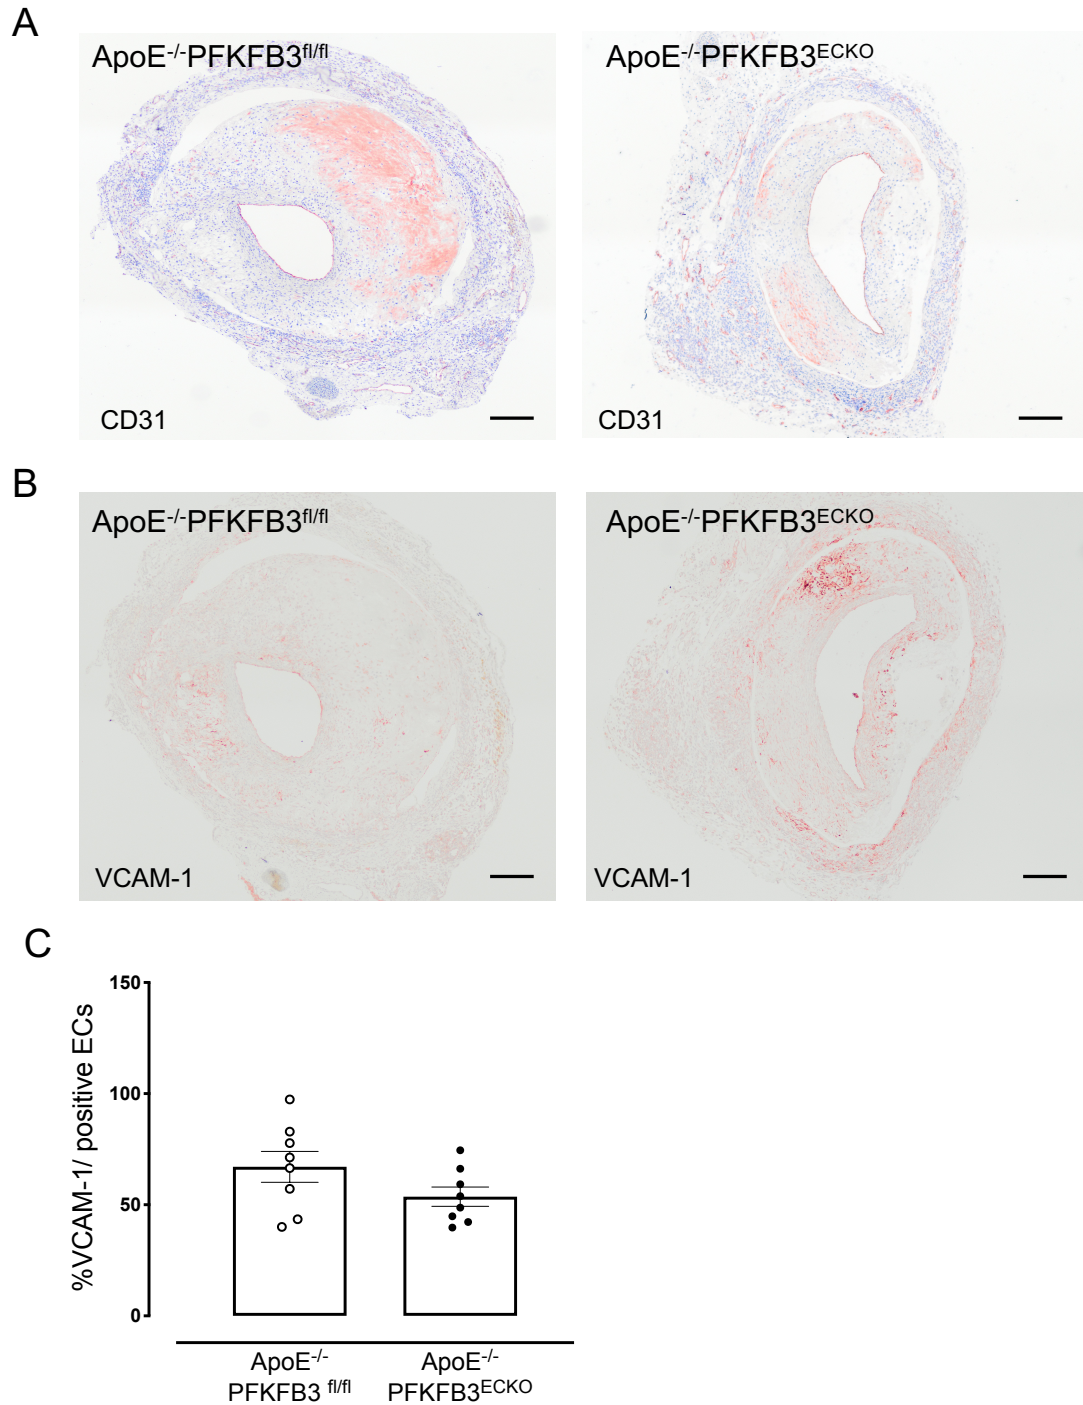 A
ApoE-/-PFKFB3fl/fl
ApoE-/-PFKFB3ECKO
CD31
CD31
B
ApoE-/-PFKFB3fl/fl
ApoE-/-PFKFB3ECKO
VCAM-1
VCAM-1
C
%VCAM-1/ positive ECs
150
100
50
0
ApoE-/-
PFKFB3 fl/fl
ApoE-/-
PFKFB3ECKO